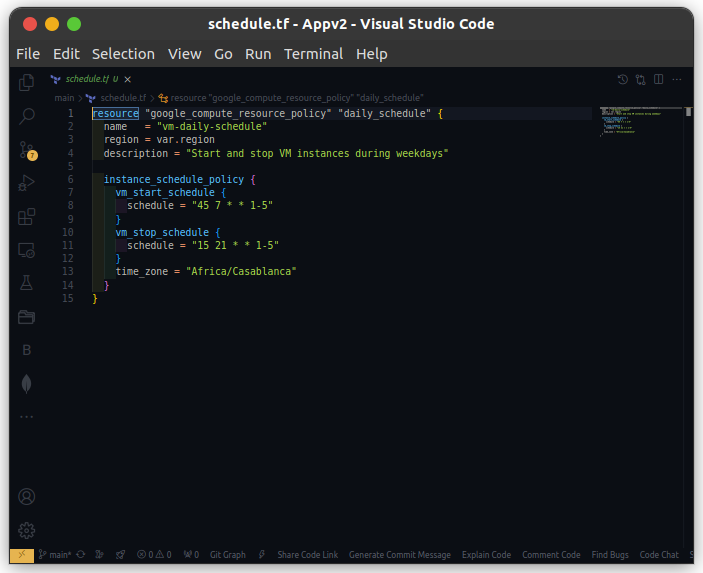 schedule.tf - Appv2 - Visual Studio Code
File Edit Selection View Go Run Terminal Help
schedule.tf U
main > schedule.tf > resource "google_compute_resource_policy" "daily_schedule"
1 resource "google_compute_resource_policy" "daily_schedule" {
2   name   = "vm-daily-schedule"
3   region = var.region
4   description = "Start and stop VM instances during weekdays"
5
6   instance_schedule_policy {
7     vm_start_schedule {
8       schedule = "45 7 * * 1-5"
9     }
10     vm_stop_schedule {
11       schedule = "15 21 * * 1-5"
12     }
13     time_zone = "Africa/Casablanca"
14   }
15 }
7
B
main* 0 0 0 Git Graph Share Code Link Generate Commit Message Explain Code Comment Code Find Bugs Code Chat S